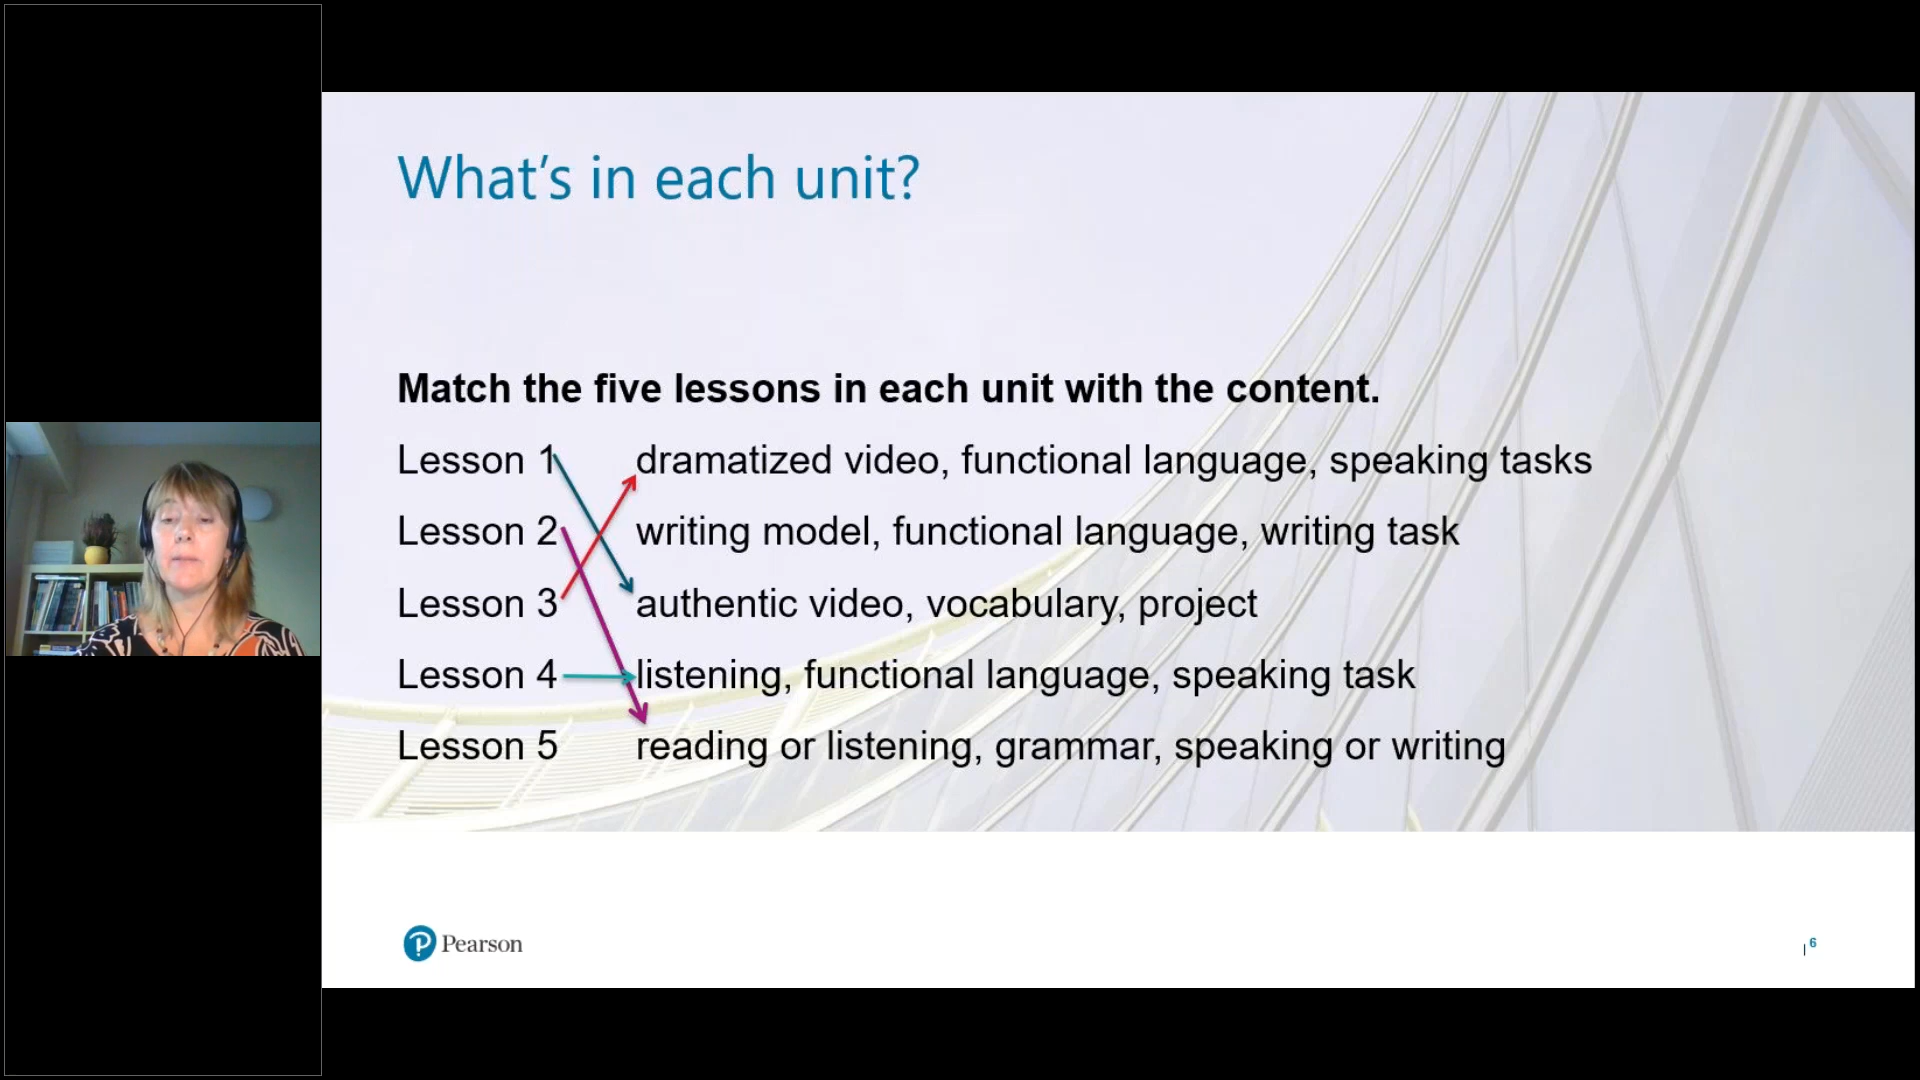 What's in each unit?
Match the five lessons in each unit with the content.
Lesson 1 dramatized video, functional language, speaking tasks
Lesson 2 writing model, functional language, writing task
Lesson 3 authentic video, vocabulary, project
Lesson 4 listening, functional language, speaking task
Lesson 5 reading or listening, grammar, speaking or writing
Pearson
6